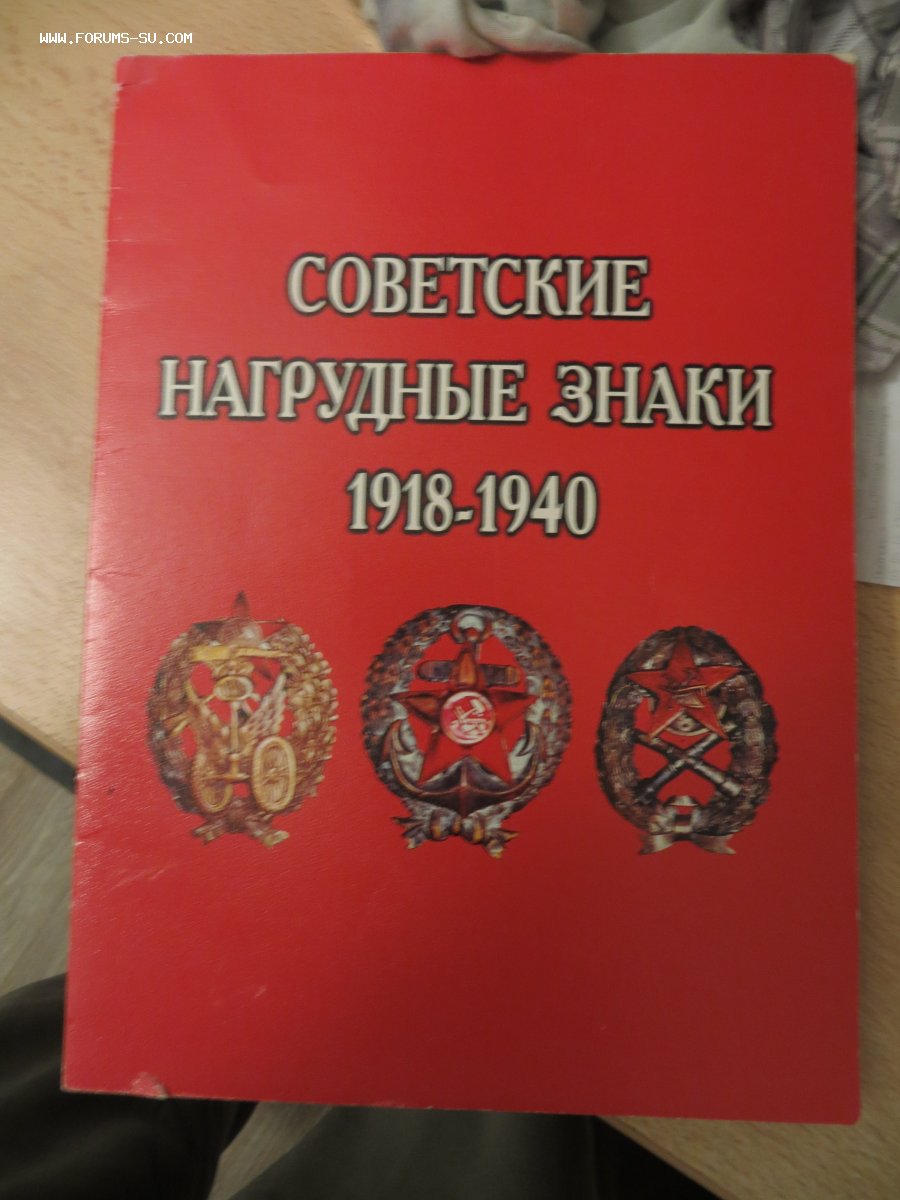 WWW.FORUMS-SU.COM
СОВЕТСКИЕ
НАГРУДНЫЕ ЗНАКИ
1918-1940